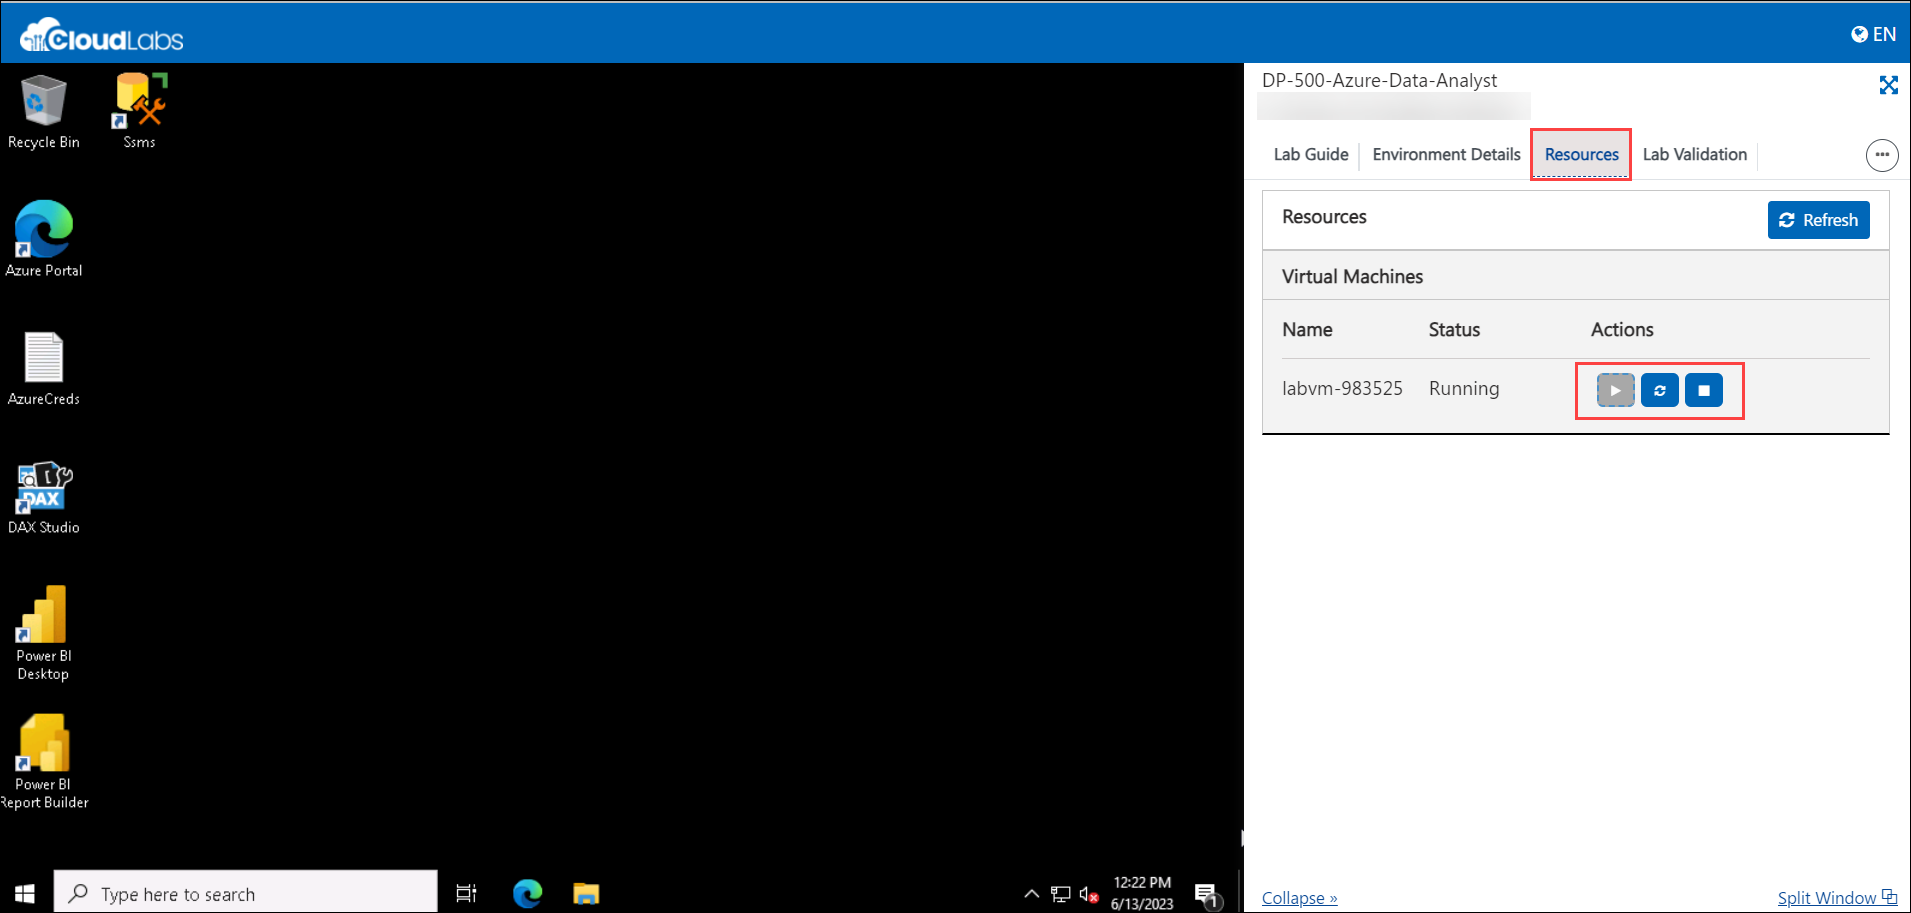 CloudLabs
EN
Recycle Bin
Ssms
Azure Portal
AzureCreds
DAX
DAX Studio
Power BI
Desktop
Power BI
Report Builder
Type here to search
12:22 PM
6/13/2023
1
DP-500-Azure-Data-Analyst
Lab Guide
Environment Details
Resources
Lab Validation
Resources
Refresh
Virtual Machines
Name Status Actions
labvm-983525 Running
Collapse »
Split Window